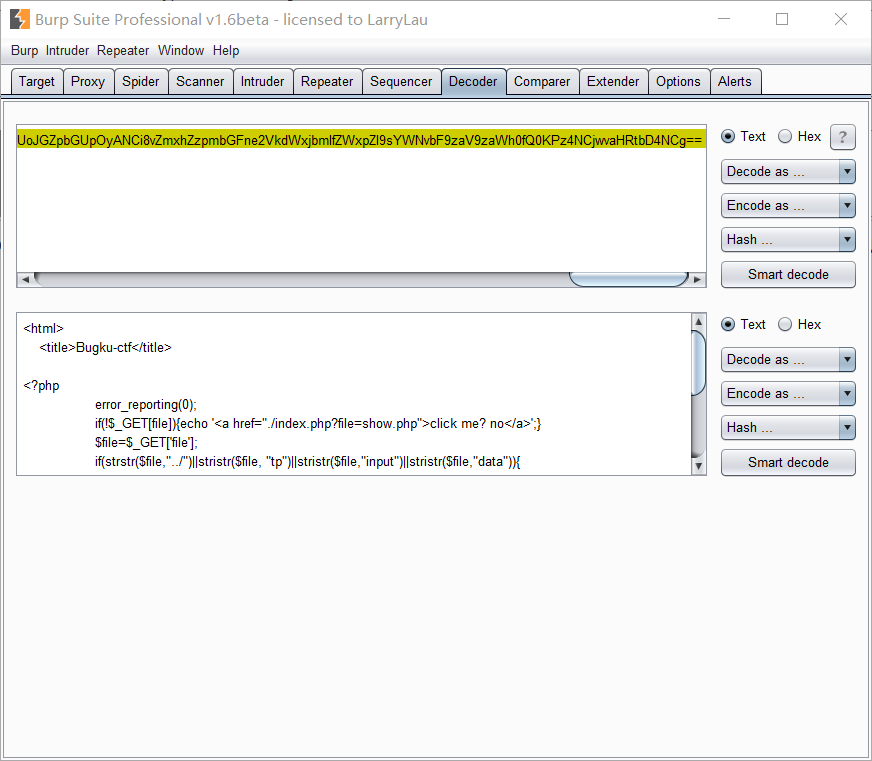 Burp Suite Professional v1.6beta - licensed to LarryLau
Burp Intruder Repeater Window Help
Target Proxy Spider Scanner Intruder Repeater Sequencer Decoder Comparer Extender Options Alerts
UoJGZpbGUpOyANCi8vZmxhZzpmbGFne2VkdWxjbmlfZWxpZl9sYWNvbF9zaV9zaWh0fQ0KPz4NCjwvaHRtbD4NCg==
Text Hex ?
Decode as ...
Encode as ...
Hash ...
Smart decode
<html>
<title>Bugku-ctf</title>
<?php
error_reporting(0);
if(!$_GET[file]){echo '<a href="./index.php?file=show.php">click me? no</a>';}
$file=$_GET['file'];
if(strstr($file,"../")||stristr($file, "tp")||stristr($file,"input")||stristr($file,"data")){
Text Hex
Decode as ...
Encode as ...
Hash ...
Smart decode